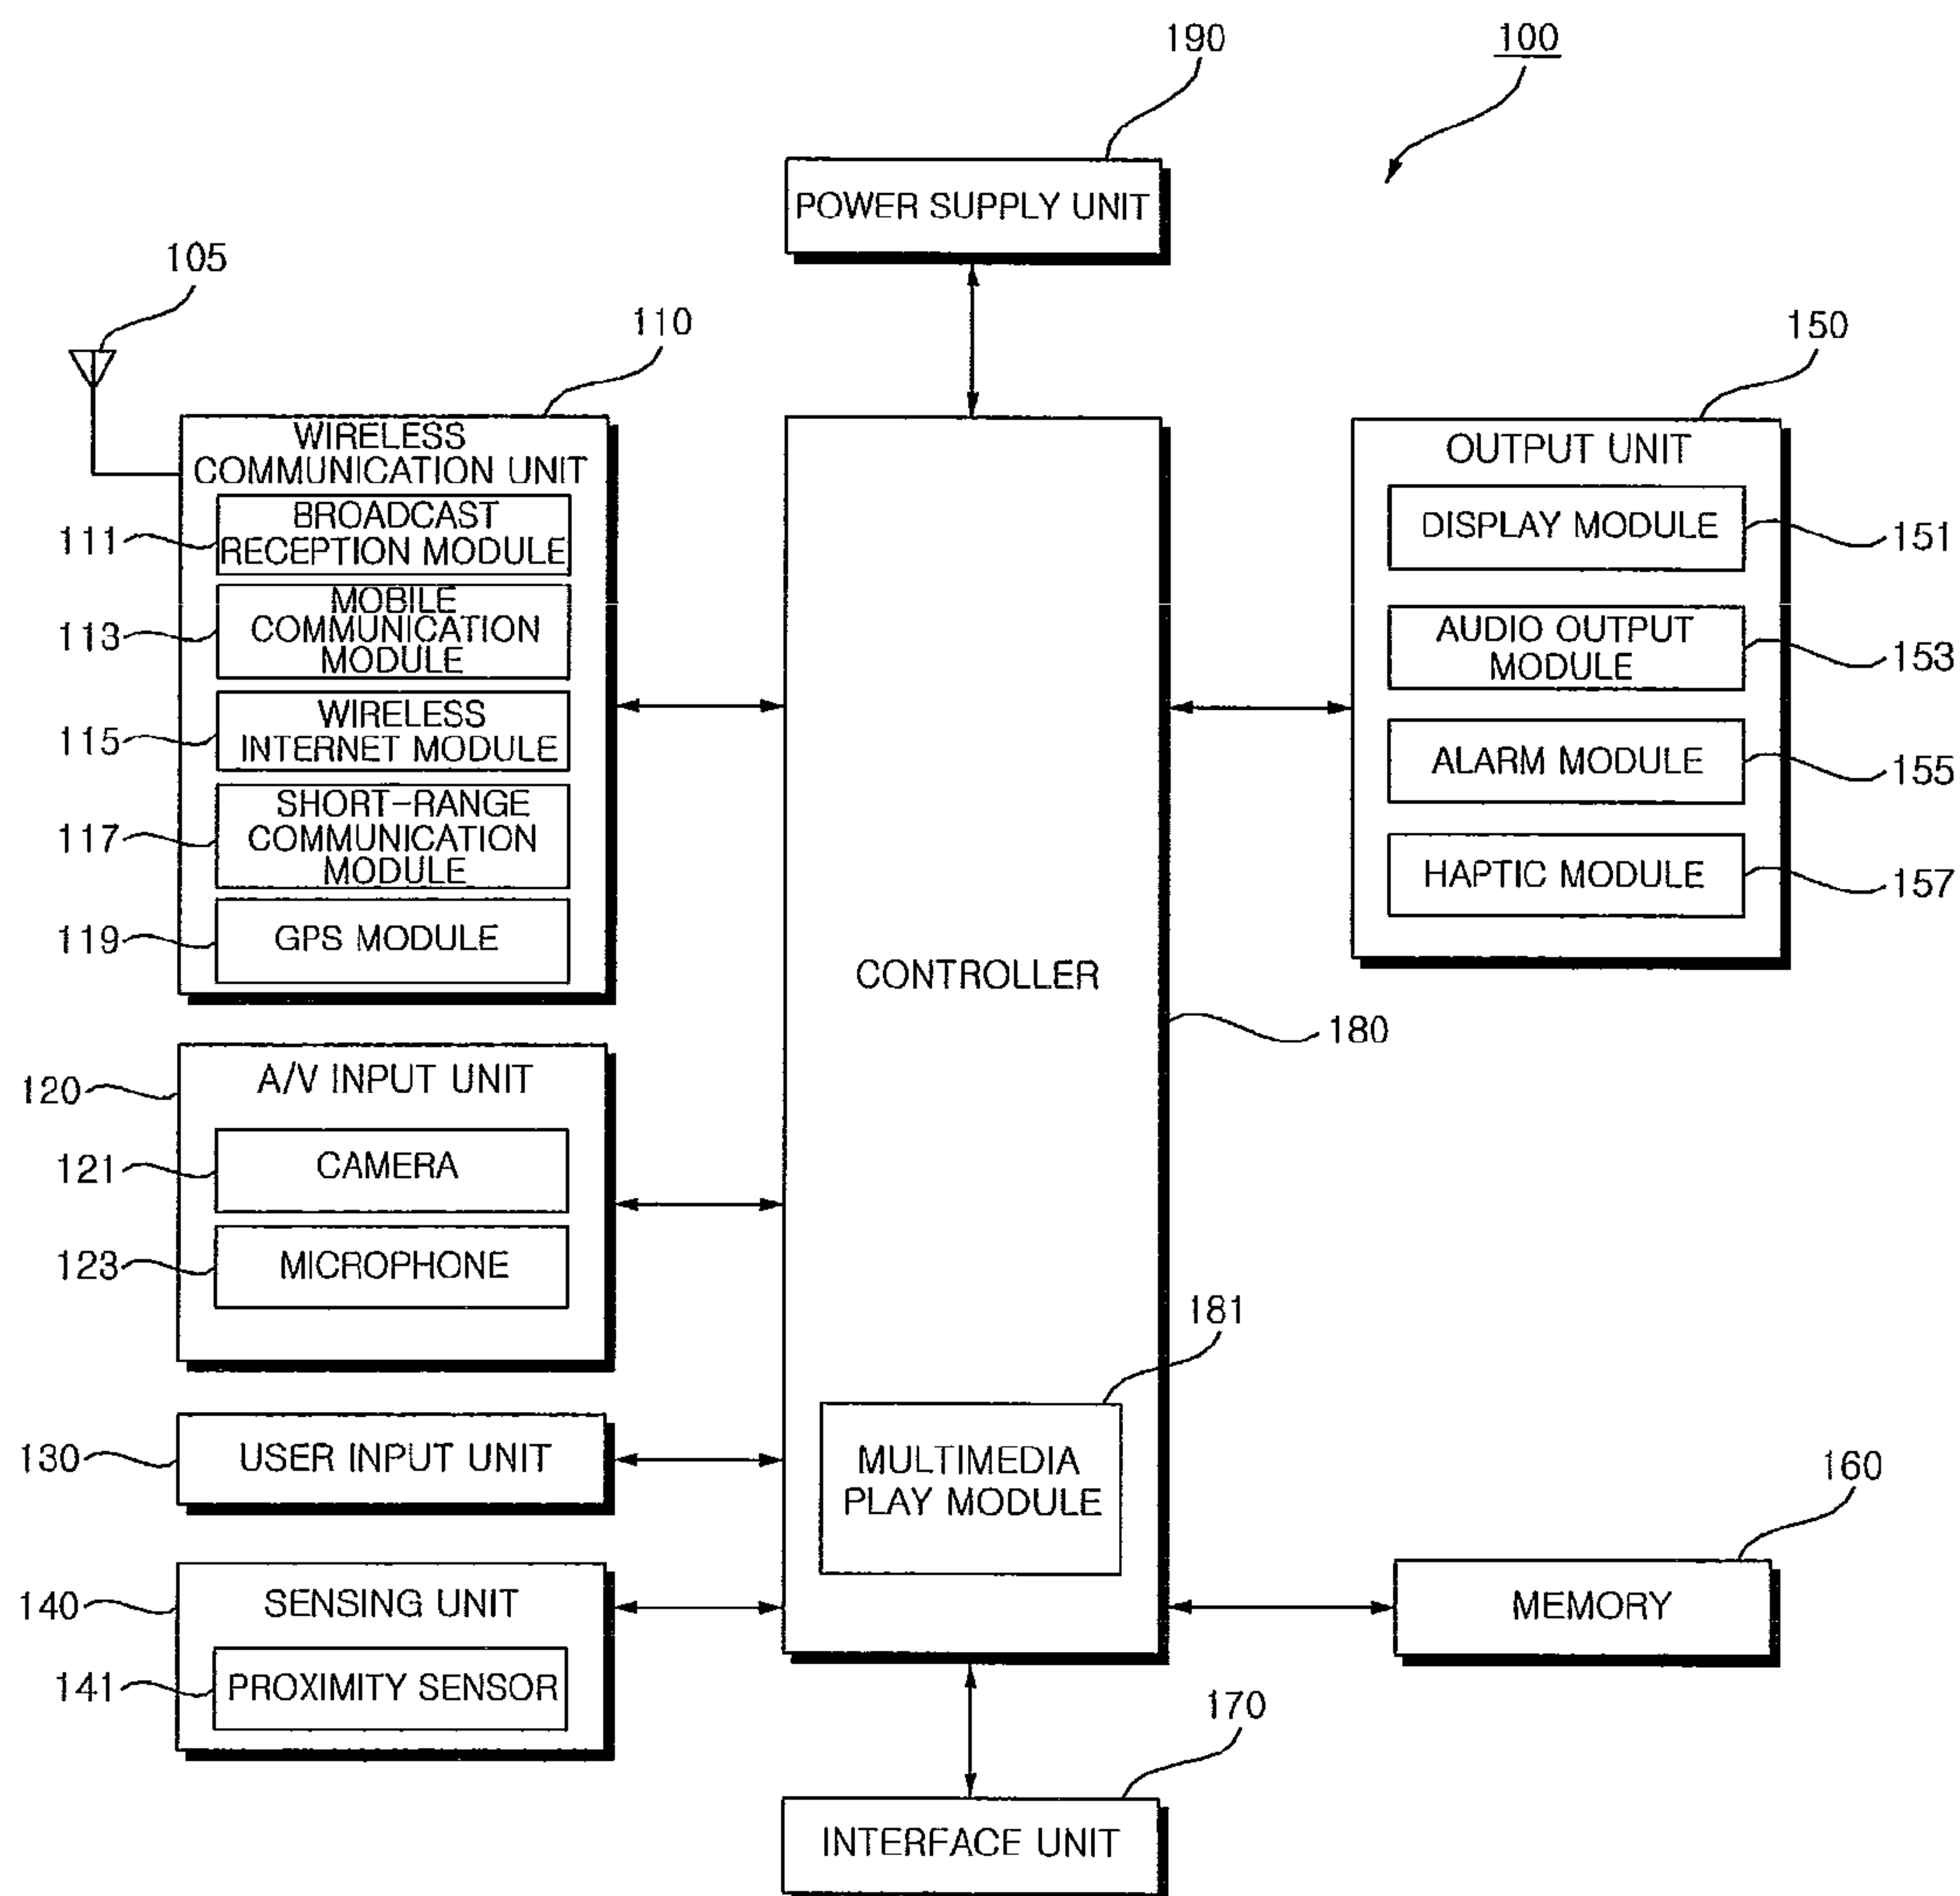 100
190
POWER SUPPLY UNIT
105
110
WIRELESS
COMMUNICATION UNIT
111
BROADCAST
RECEPTION MODULE
113
MOBILE
COMMUNICATION
MODULE
115
WIRELESS
INTERNET MODULE
117
SHORT-RANGE
COMMUNICATION
MODULE
119
GPS MODULE
120
A/V INPUT UNIT
121
CAMERA
123
MICROPHONE
130
USER INPUT UNIT
140
SENSING UNIT
141
PROXIMITY SENSOR
CONTROLLER
180
181
MULTIMEDIA
PLAY MODULE
150
OUTPUT UNIT
DISPLAY MODULE
151
AUDIO OUTPUT
MODULE
153
ALARM MODULE
155
HAPTIC MODULE
157
160
MEMORY
170
INTERFACE UNIT